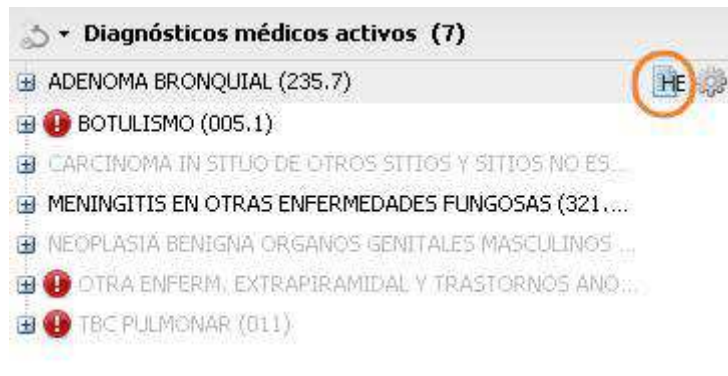 Diagnósticos médicos activos (7)
ADENOMA BRONQUIAL (235.7) HE
BOTULISMO (005.1)
CARCINOMA IN SITUO DE OTROS SITIOS Y SITIOS NO ES...
MENINGITIS EN OTRAS ENFERMEDADES FUNGOSAS (321....
NEOPLASIA BENIGNA ORGANOS GENITALES MASCULINOS ...
OTRA ENFERM. EXTRAPIRAMIDAL Y TRASTORNOS ANO...
TBC PULMONAR (011)